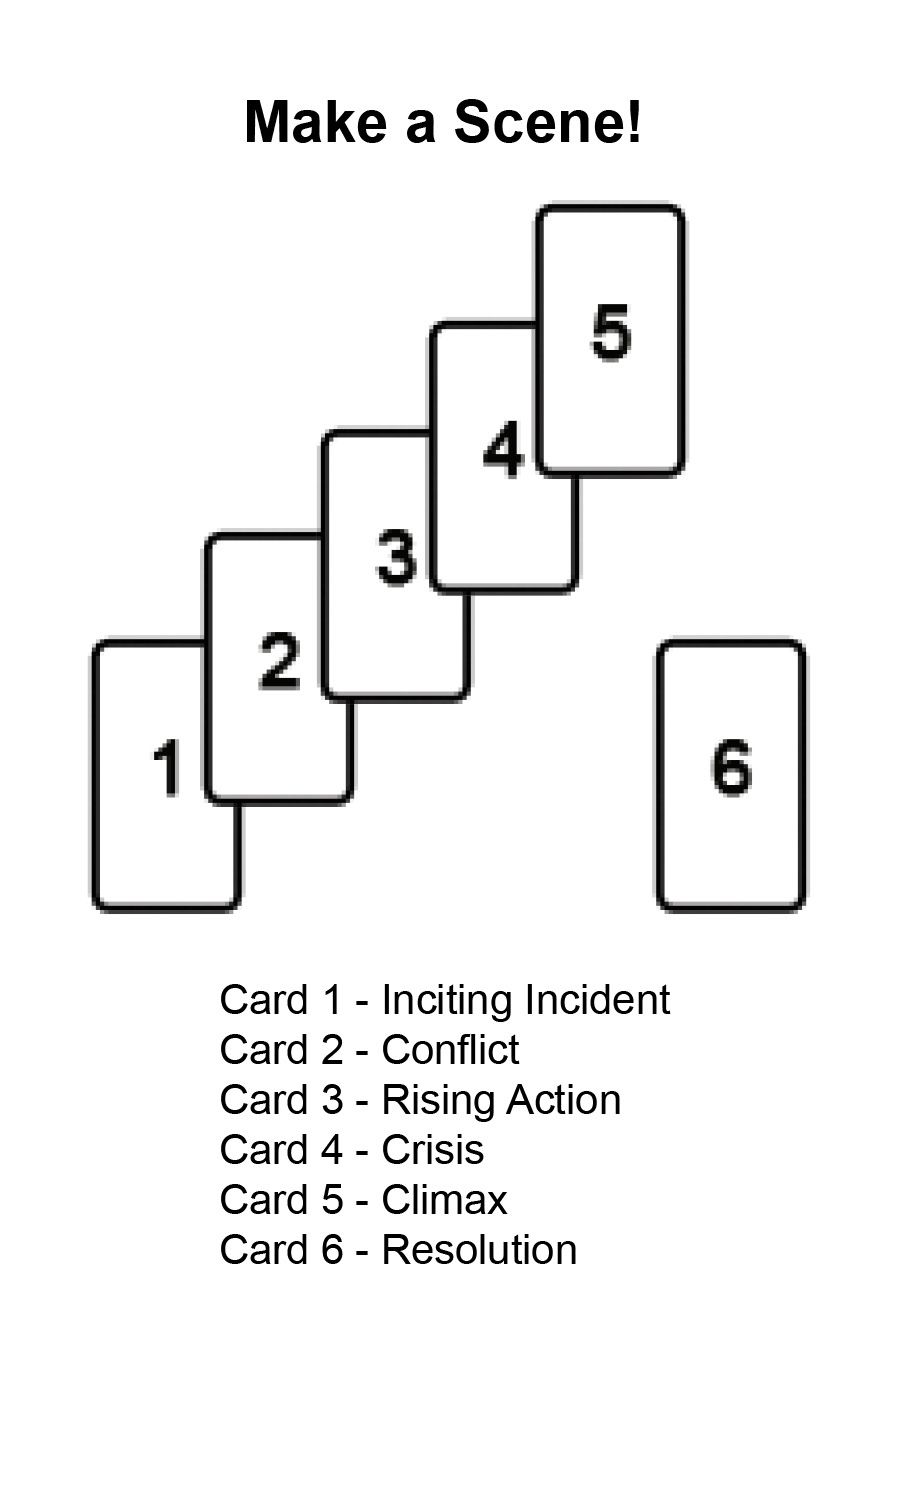 Make a Scene!
5
4
3
2
1
6
Card 1 - Inciting Incident
Card 2 - Conflict
Card 3 - Rising Action
Card 4 - Crisis
Card 5 - Climax
Card 6 - Resolution